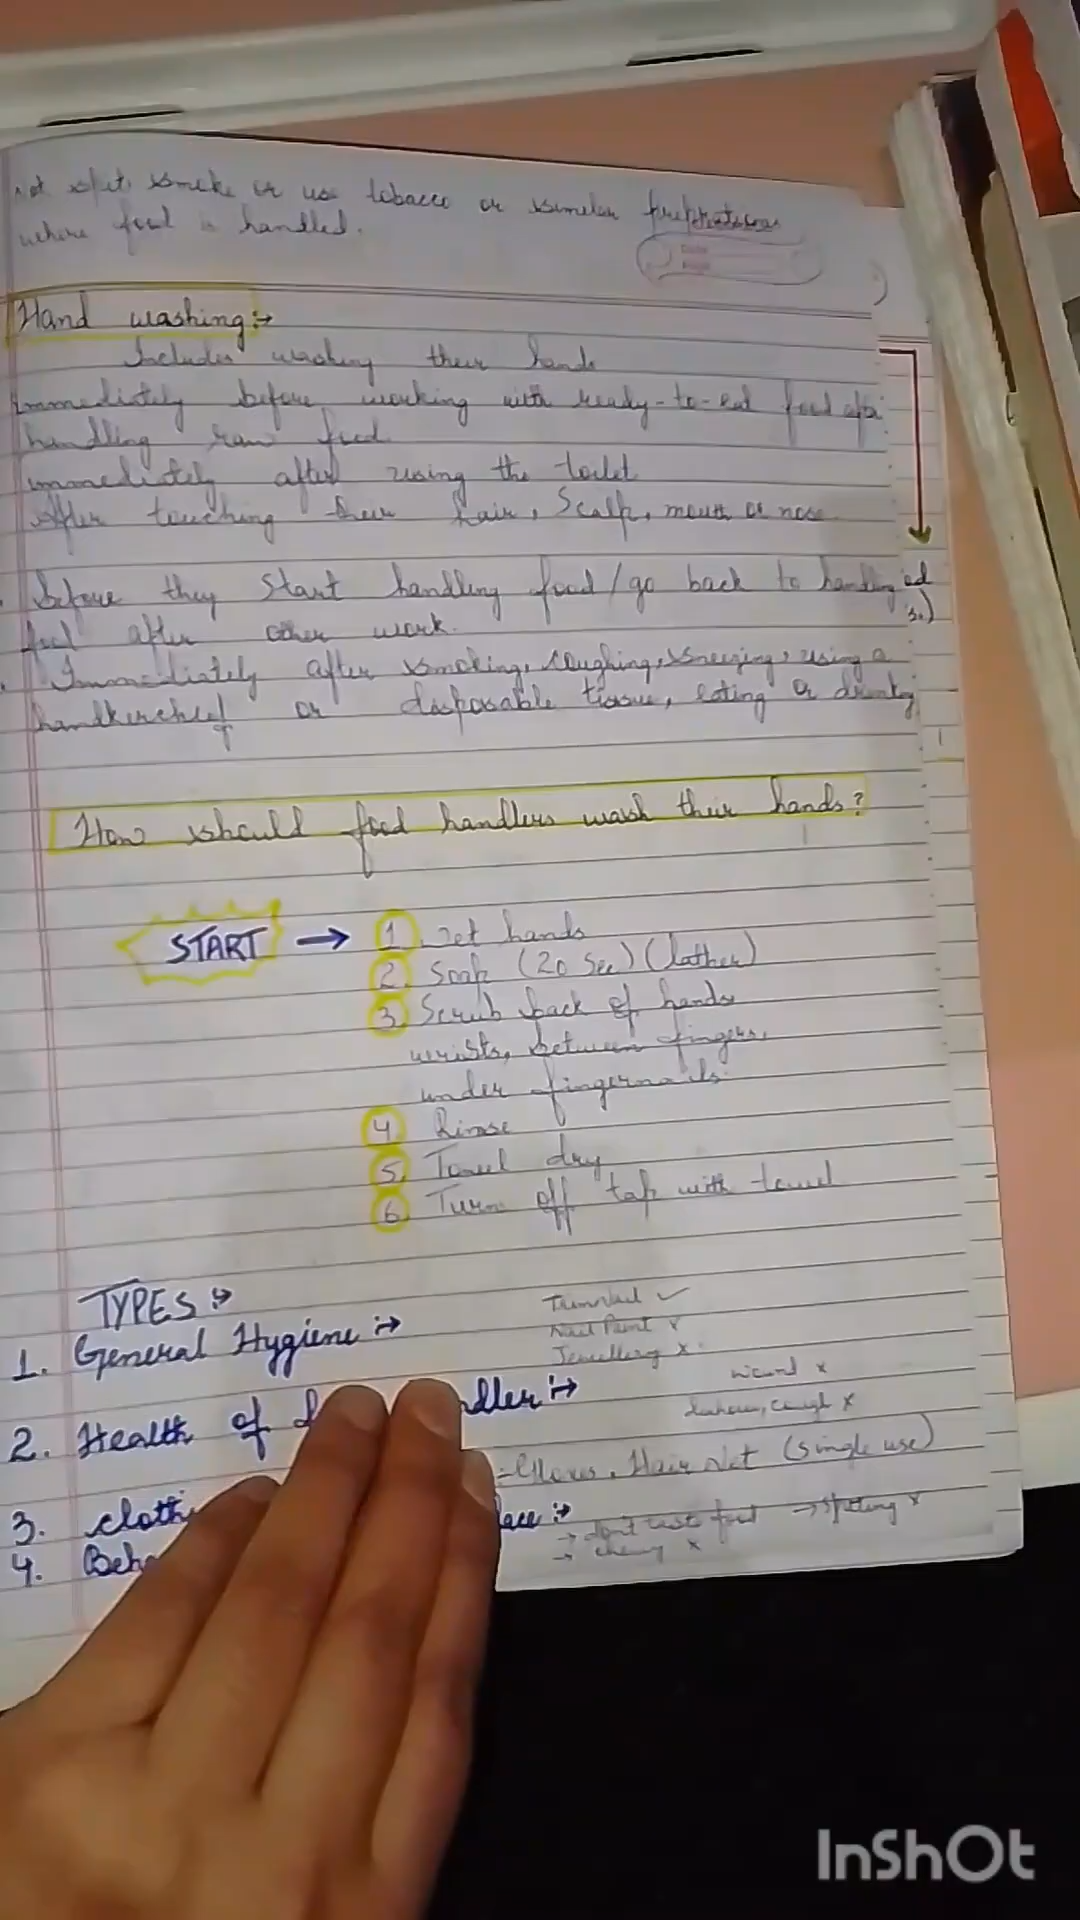 not spit, smoke or use tobacco or similar preparations
where food is handled.
Hand washing:→
Includes washing their hands
immediately before working with ready-to-eat food after
handling raw food
immediately after using the toilet
After touching their hair, Scalp, mouth or nose
before they start handling food/go back to handling
food after other work.
Immediately after smoking, coughing, sneezing, using a
handkerchief or disposable tissue, eating or drinking
How should food handlers wash their hands?
START → 1. Wet hands
2. Soap (20 Sec) (lather)
3. Scrub back of hands
wrists, between fingers,
under fingernails.
4. Rinse
5. Towel dry
6. Turn off tap with towel
TYPES :→
1. General Hygiene :→
Trim nail ✓
Nail Paint x
Jewellery x
wound x
2. Health of
ndler :→
cough x
Gloves, Hair Net (single use)
3. clothi
lace :→
4. Beha
→ don't taste food → spitting x
→ chewing x
InShOt